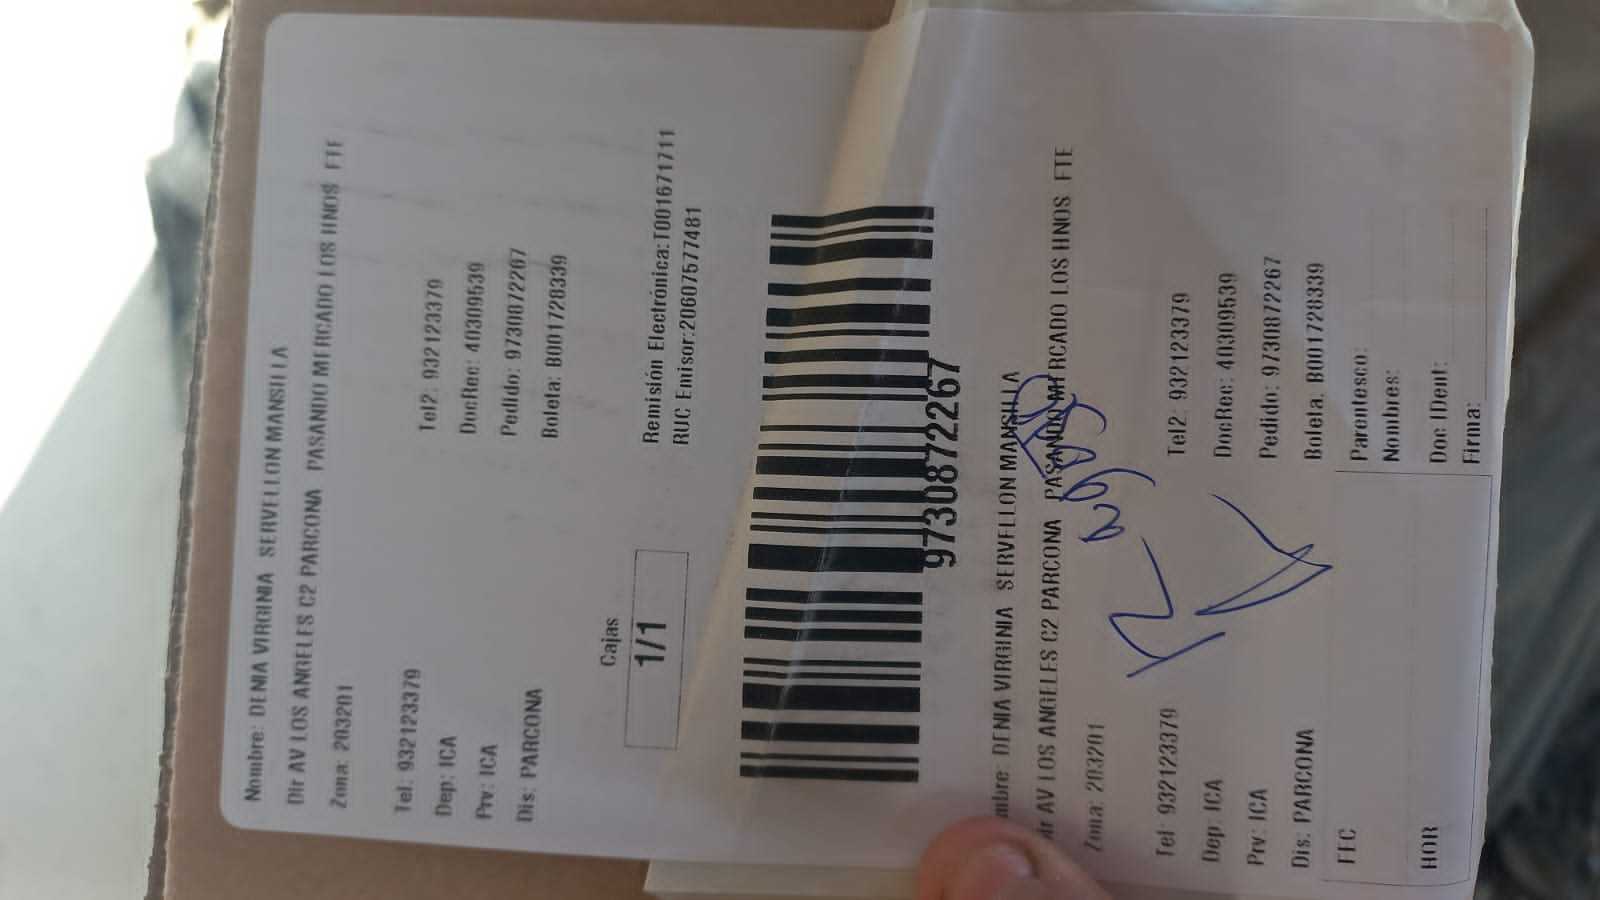 Nombre: DENIA VIRGINIA SERVELLON MANSILLA
Dir AV LOS ANGELES C2 PARCONA PASANDO MERCADO LOS HNOS FTE
Zona: 203201
Tel: 932123379 Tel2: 932123379
Dep: ICA DocRec: 40309539
Prv: ICA Pedido: 9730872267
Dis: PARCONA Boleta: B001728339
Cajas
1/1
Remisión Electrónica:T001671711
RUC Emisor:20607577481
9730872267
mbre: DENIA VIRGINIA SERVELLON MANSILLA
ir AV LOS ANGELES C2 PARCONA PASANDO MERCADO LOS HNOS FTE
Zona: 203201
Tel: 932123379 Tel2: 932123379
Dep: ICA DocRec: 40309539
Prv: ICA Pedido: 9730872267
Dis: PARCONA Boleta: B001728339
FEC Parentesco:
Nombres:
HOR Doc IDent:
Firma: